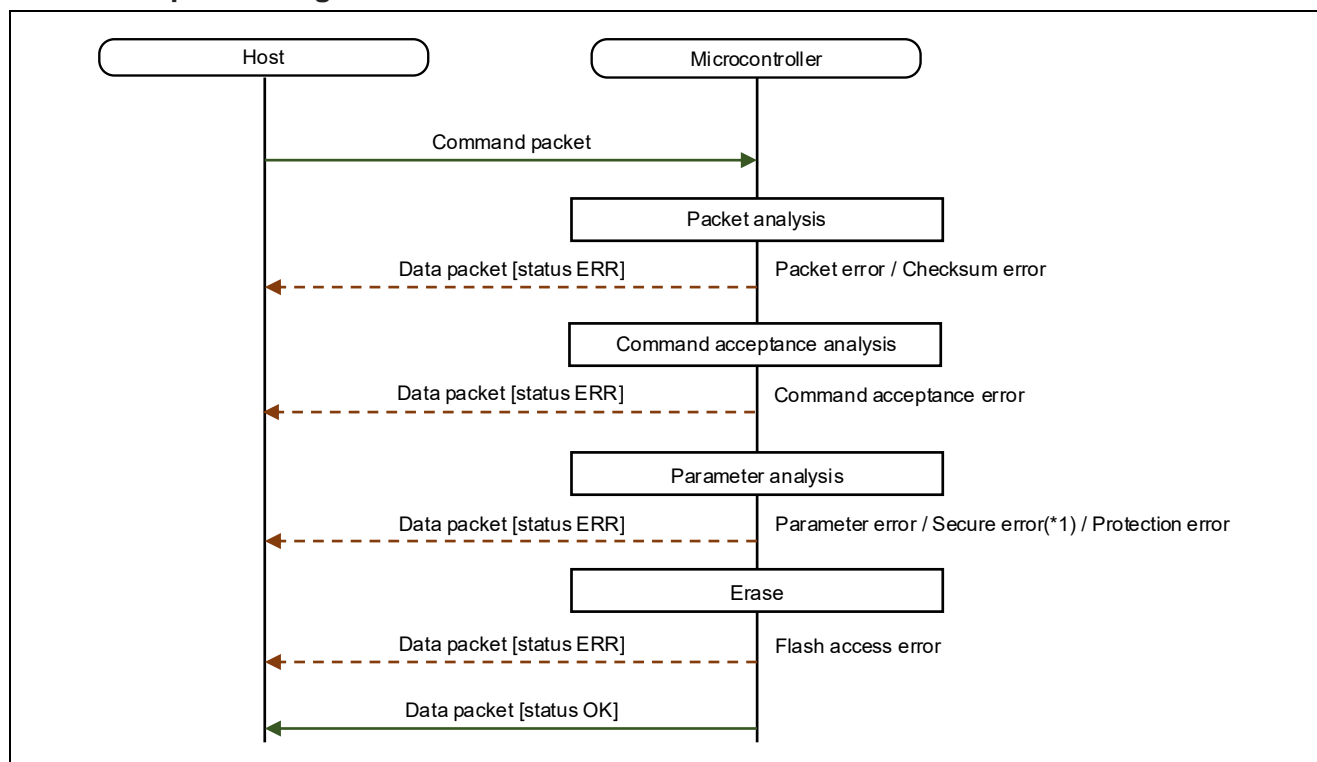 Host
Microcontroller
Command packet
Packet analysis
Data packet [status ERR]
Packet error / Checksum error
Command acceptance analysis
Data packet [status ERR]
Command acceptance error
Parameter analysis
Data packet [status ERR]
Parameter error / Secure error(*1) / Protection error
Erase
Data packet [status ERR]
Flash access error
Data packet [status OK]